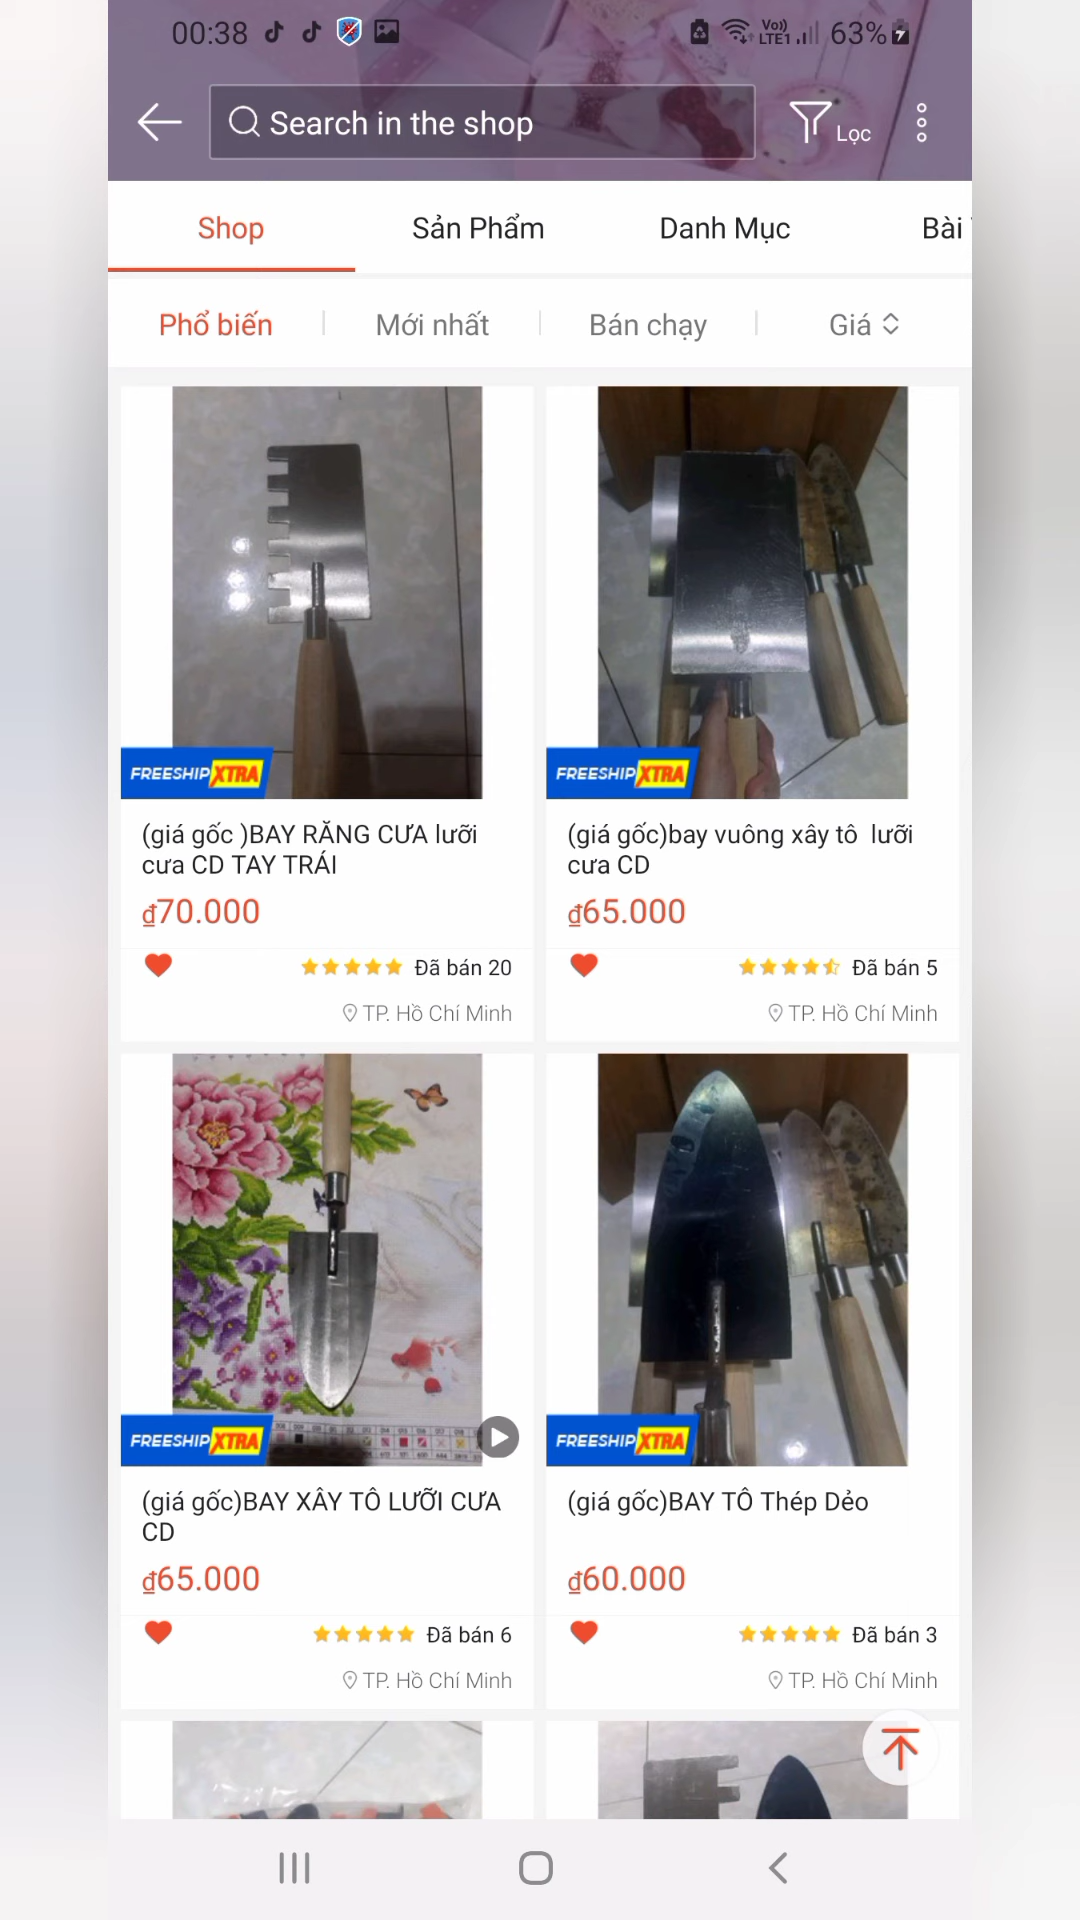 00:38
Vo))
LTE1
63%
Search in the shop
Lọc
Shop
Sản Phẩm
Danh Mục
Bài
Phổ biến
Mới nhất
Bán chạy
Giá
FREESHIP XTRA
FREESHIP XTRA
(giá gốc )BAY RĂNG CƯA lưỡi
cưa CD TAY TRÁI
₫70.000
Đã bán 20
TP. Hồ Chí Minh
(giá gốc)bay vuông xây tô lưỡi
cưa CD
₫65.000
Đã bán 5
TP. Hồ Chí Minh
FREESHIP XTRA
FREESHIP XTRA
(giá gốc)BAY XÂY TÔ LƯỠI CƯA
CD
₫65.000
Đã bán 6
TP. Hồ Chí Minh
(giá gốc)BAY TÔ Thép Dẻo
₫60.000
Đã bán 3
TP. Hồ Chí Minh